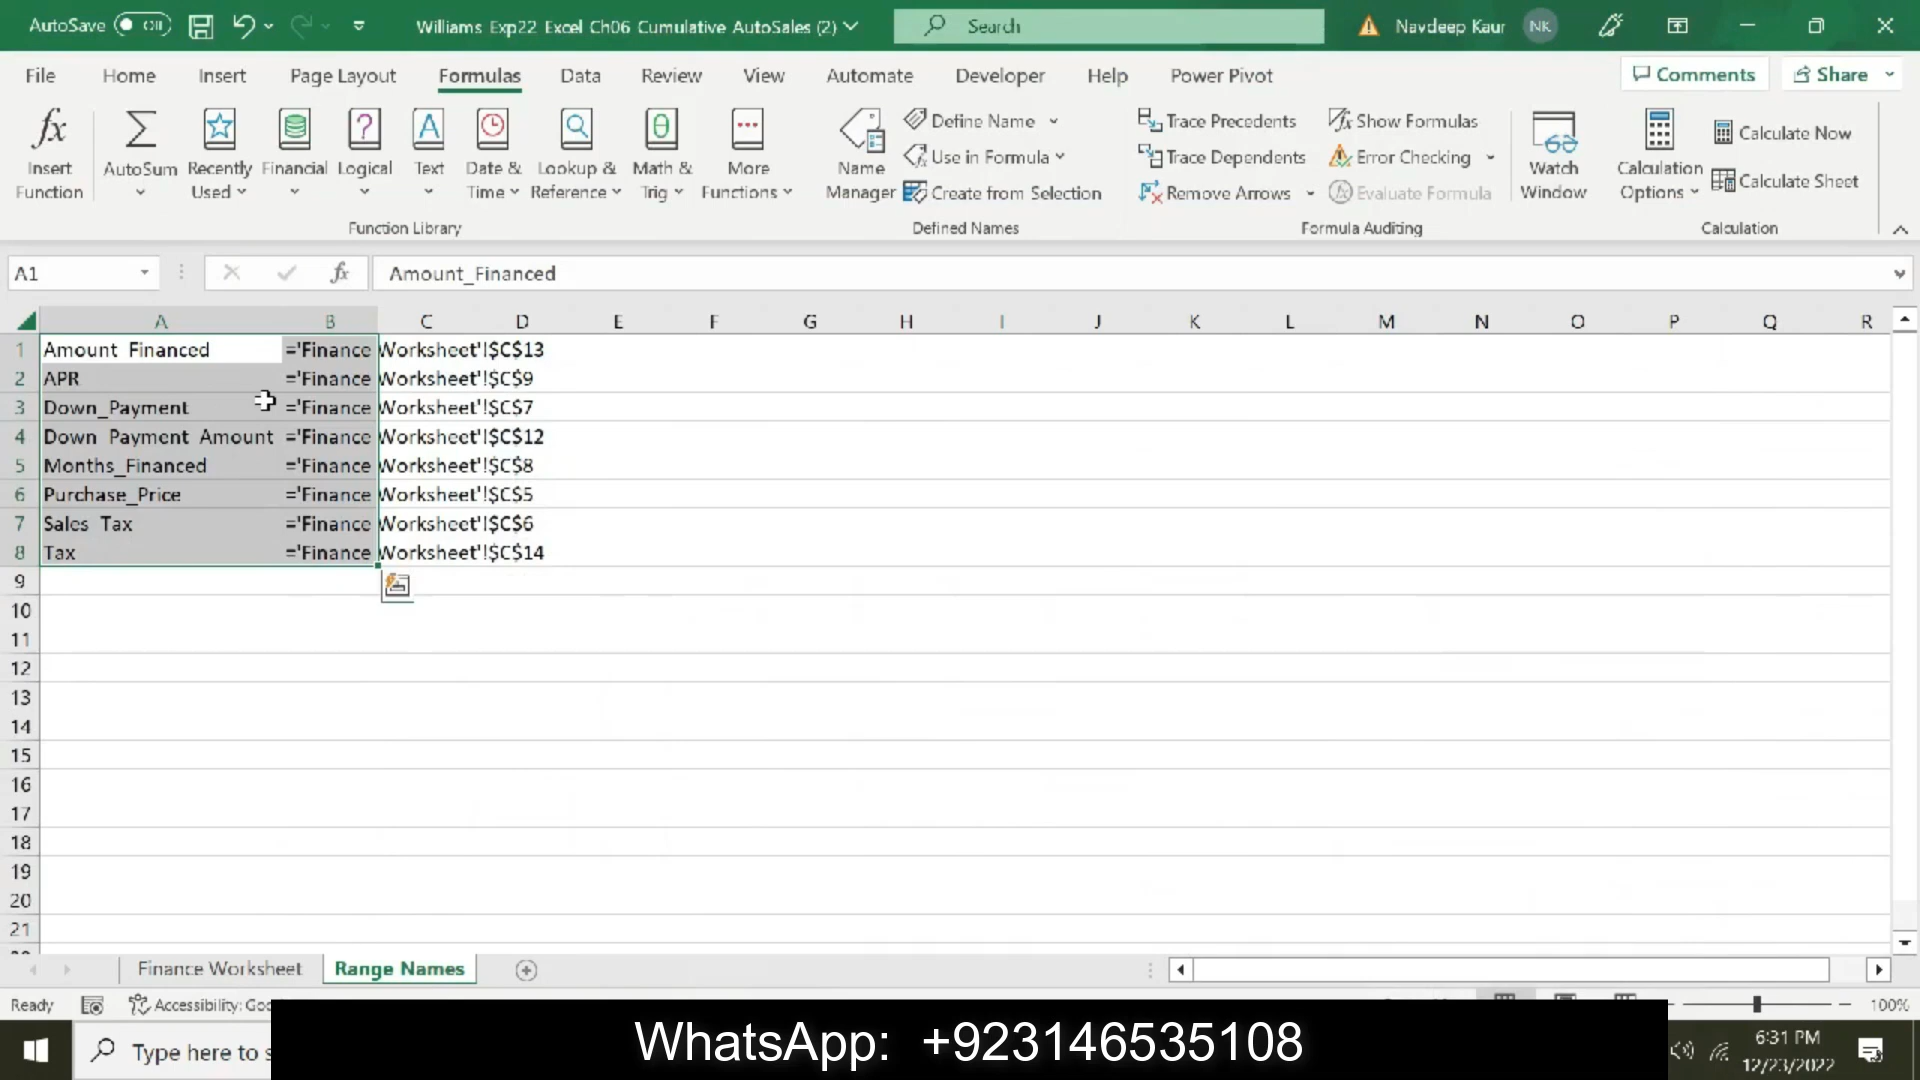 AutoSave Off Williams Exp22 Excel Ch06 Cumulative AutoSales (2) Search Navdeep Kaur NK
File Home Insert Page Layout Formulas Data Review View Automate Developer Help Power Pivot Comments Share
Insert Function AutoSum Recently Used Financial Logical Text Date & Time Lookup & Reference Math & Trig More Functions
Name Manager Define Name
Use in Formula
Create from Selection
Trace Precedents Show Formulas
Trace Dependents Error Checking
Remove Arrows Evaluate Formula
Watch Window Calculation Options Calculate Now
Calculate Sheet
Function Library Defined Names Formula Auditing Calculation
A1 fx Amount_Financed
A B C D E F G H I J K L M N O P Q R
1 Amount_Financed ='Finance Worksheet'!$C$13
2 APR ='Finance Worksheet'!$C$9
3 Down_Payment ='Finance Worksheet'!$C$7
4 Down_Payment_Amount ='Finance Worksheet'!$C$12
5 Months_Financed ='Finance Worksheet'!$C$8
6 Purchase_Price ='Finance Worksheet'!$C$5
7 Sales_Tax ='Finance Worksheet'!$C$6
8 Tax ='Finance Worksheet'!$C$14
9
10
11
12
13
14
15
16
17
18
19
20
21
Finance Worksheet Range Names
Ready Accessibility: 100%
Type here to WhatsApp: +923146535108 6:31 PM
12/23/2022